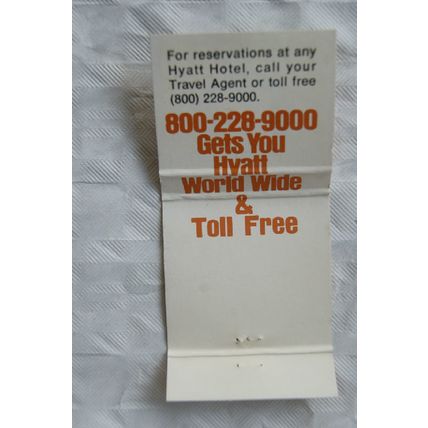 For reservations at any
Hyatt Hotel, call your
Travel Agent or toll free
(800) 228-9000.
800-228-9000
Gets You
Hyatt
World Wide
&
Toll Free